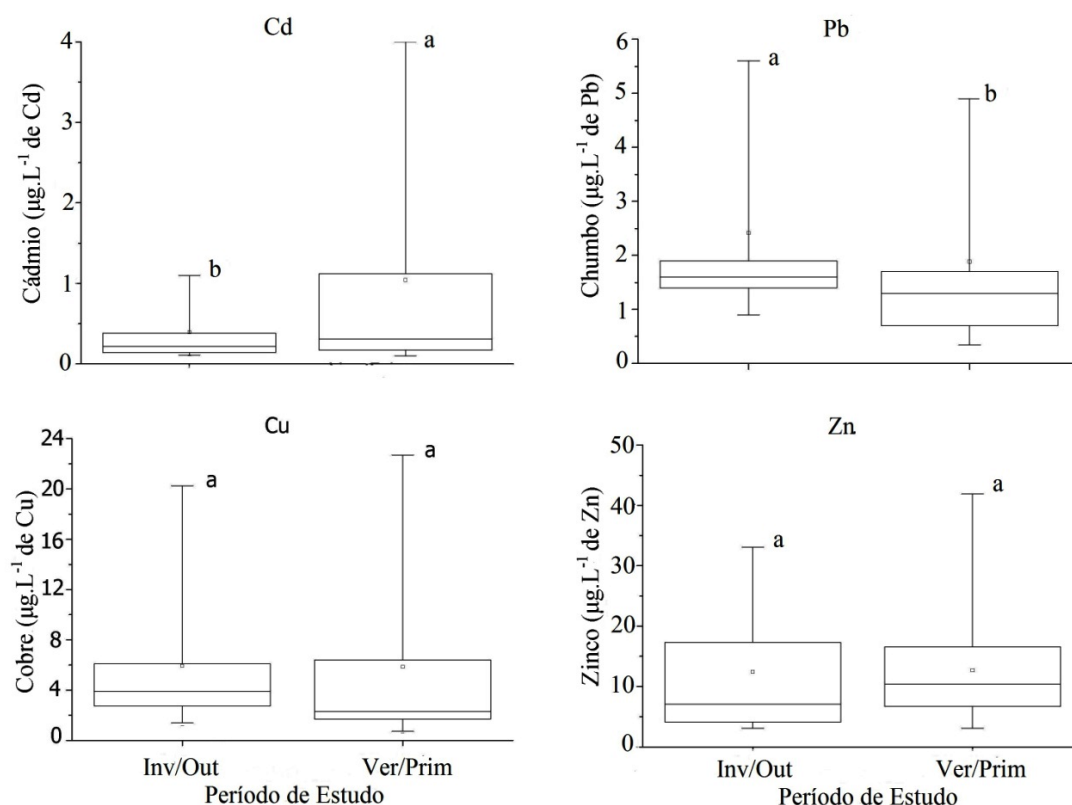 Cd
Cádmio (µg.L⁻¹ de Cd)
4
3
2
1
0
b
a
Pb
Chumbo (µg.L⁻¹ de Pb)
6
5
4
3
2
1
0
a
b
Cu
Cobre (µg.L⁻¹ de Cu)
24
20
16
12
8
4
0
a
a
Inv/Out
Ver/Prim
Período de Estudo
Zn
Zinco (µg.L⁻¹ de Zn)
50
40
30
20
10
0
a
a
Inv/Out
Ver/Prim
Período de Estudo